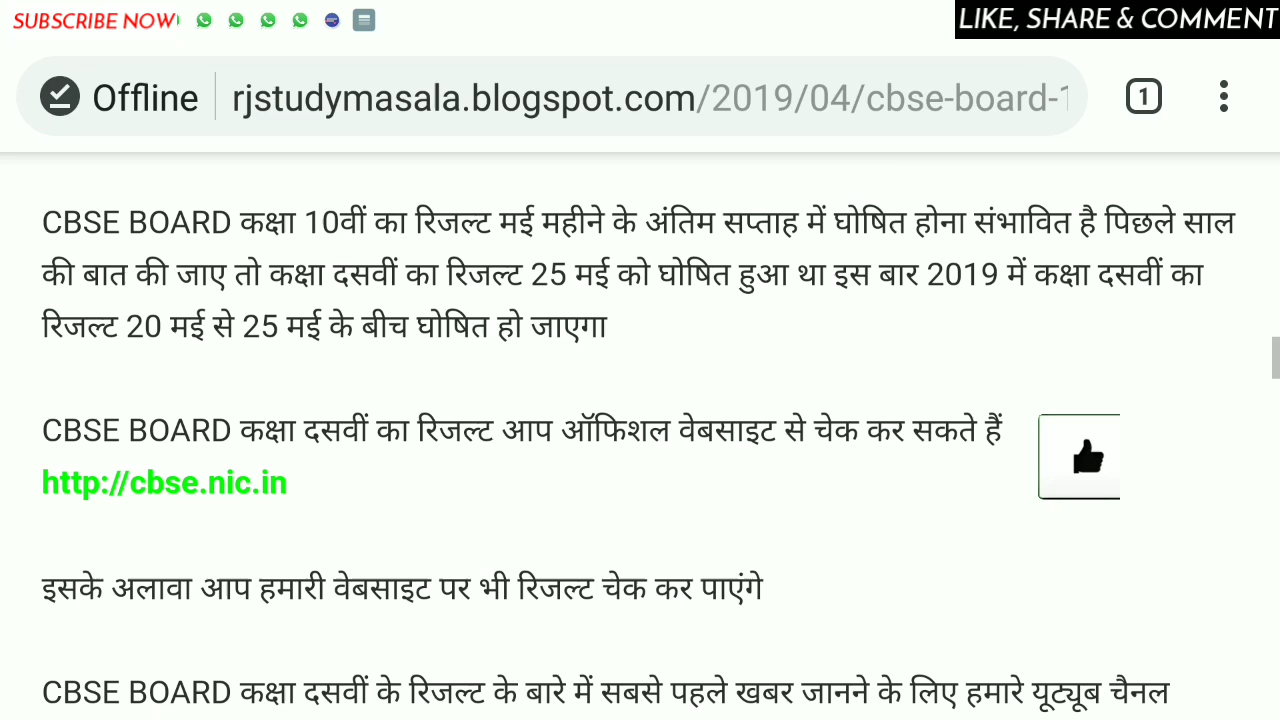 SUBSCRIBE NOW
LIKE, SHARE & COMMENT
Offline
rjstudymasala.blogspot.com/2019/04/cbse-board-1
1
CBSE BOARD कक्षा 10वीं का रिजल्ट मई महीने के अंतिम सप्ताह में घोषित होना संभावित है पिछले साल
की बात की जाए तो कक्षा दसवीं का रिजल्ट 25 मई को घोषित हुआ था इस बार 2019 में कक्षा दसवीं का
रिजल्ट 20 मई से 25 मई के बीच घोषित हो जाएगा
CBSE BOARD कक्षा दसवीं का रिजल्ट आप ऑफिशल वेबसाइट से चेक कर सकते हैं
http://cbse.nic.in
इसके अलावा आप हमारी वेबसाइट पर भी रिजल्ट चेक कर पाएंगे
CBSE BOARD कक्षा दसवीं के रिजल्ट के बारे में सबसे पहले खबर जानने के लिए हमारे यूट्यूब चैनल